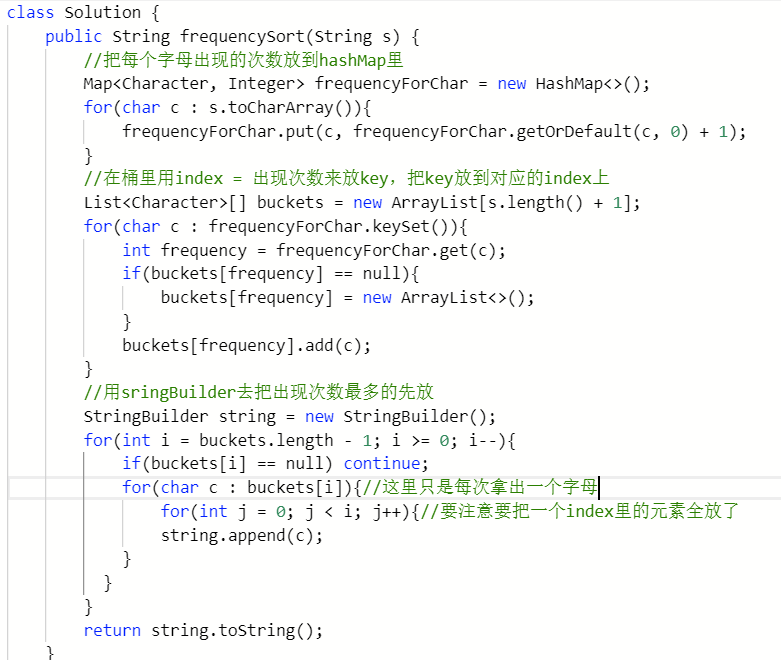 class Solution {
    public String frequencySort(String s) {
        //把每个字母出现的次数放到hashMap里
        Map<Character, Integer> frequencyForChar = new HashMap<>();
        for(char c : s.toCharArray()){
            frequencyForChar.put(c, frequencyForChar.getOrDefault(c, 0) + 1);
        }
        //在桶里用index = 出现次数来放key，把key放到对应的index上
        List<Character>[] buckets = new ArrayList[s.length() + 1];
        for(char c : frequencyForChar.keySet()){
            int frequency = frequencyForChar.get(c);
            if(buckets[frequency] == null){
                buckets[frequency] = new ArrayList<>();
            }
            buckets[frequency].add(c);
        }
        //用sringBuilder去把出现次数最多的先放
        StringBuilder string = new StringBuilder();
        for(int i = buckets.length - 1; i >= 0; i--){
            if(buckets[i] == null) continue;
            for(char c : buckets[i]){//这里只是每次拿出一个字母
                for(int j = 0; j < i; j++){//要注意要把一个index里的元素全放了
                string.append(c);
            }
          }
        }
        return string.toString();
    }